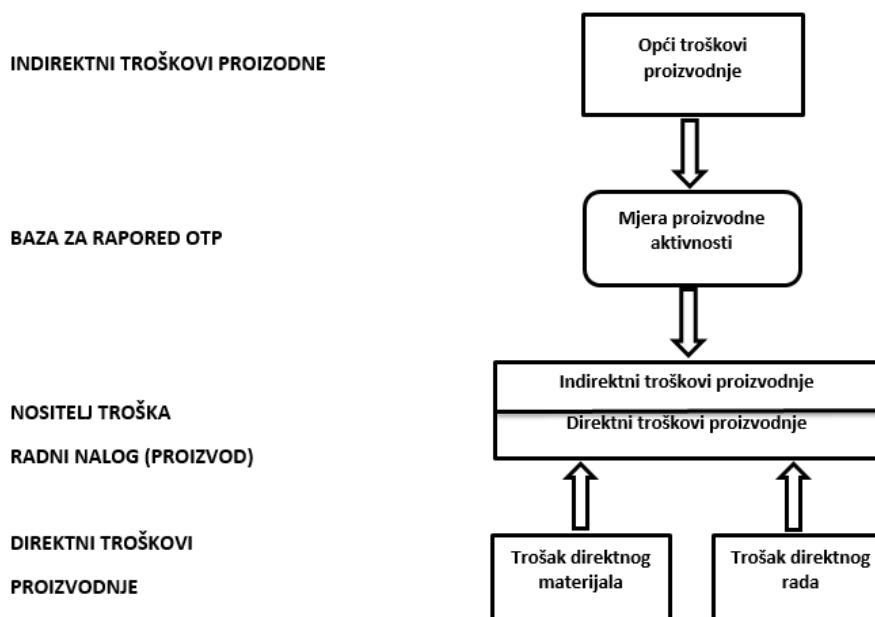 INDIREKTNI TROŠKOVI PROIZODNE
Opći troškovi
proizvodnje
BAZA ZA RAPORED OTP
Mjera proizvodne
aktivnosti
NOSITELJ TROŠKA
RADNI NALOG (PROIZVOD)
Indirektni troškovi proizvodnje
Direktni troškovi proizvodnje
DIREKTNI TROŠKOVI
PROIZVODNJE
Trošak direktnog
materijala
Trošak direktnog
rada